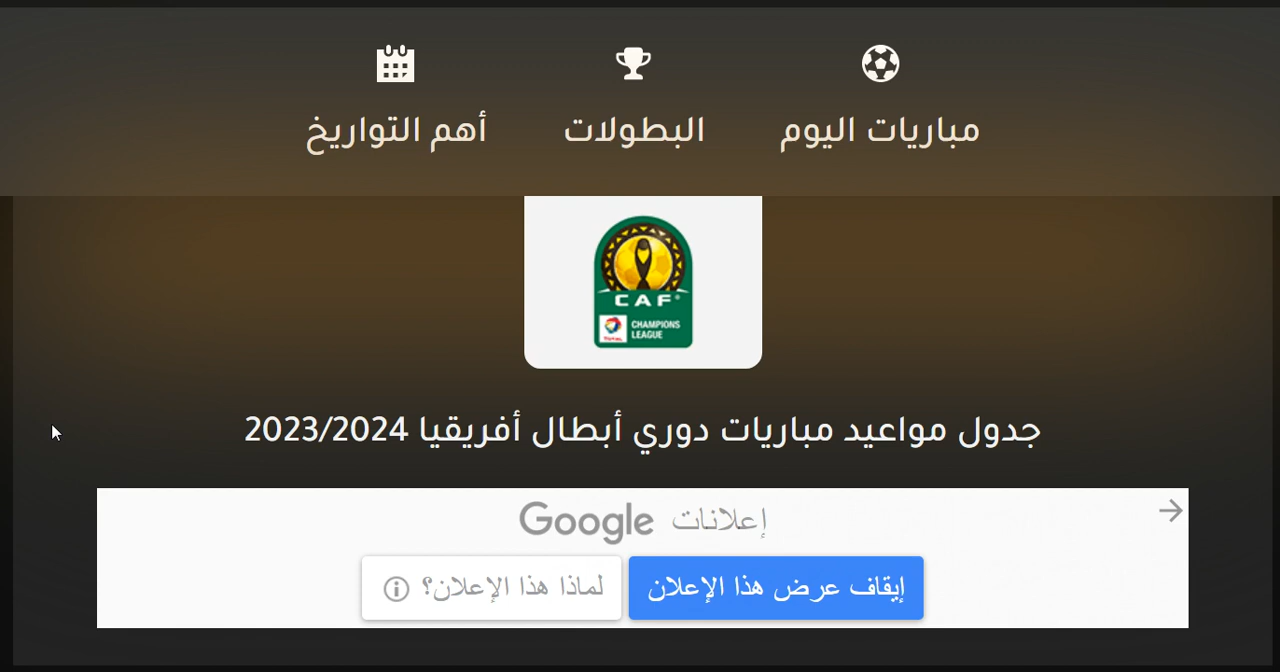 مباريات اليوم
البطولات
أهم التواريخ
CAF
TOTAL
CHAMPIONS
LEAGUE
جدول مواعيد مباريات دوري أبطال أفريقيا 2023/2024
إعلانات Google
إيقاف عرض هذا الإعلان
لماذا هذا الإعلان؟